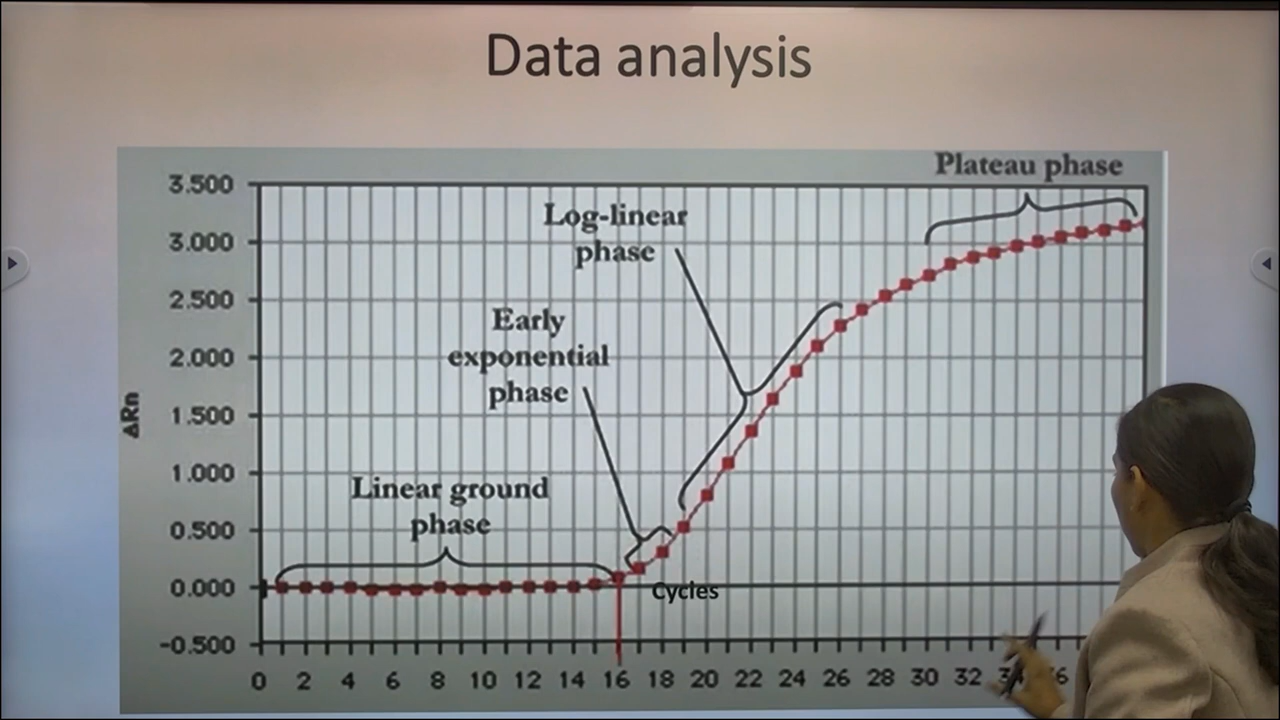 Data analysis
Plateau phase
3.500
Log-linear
phase
3.000
2.500
Early
exponential
phase
2.000
ΔRn
1.500
1.000
Linear ground
phase
0.500
0.000
Cycles
-0.500
0 2 4 6 8 10 12 14 16 18 20 22 24 26 28 30 32